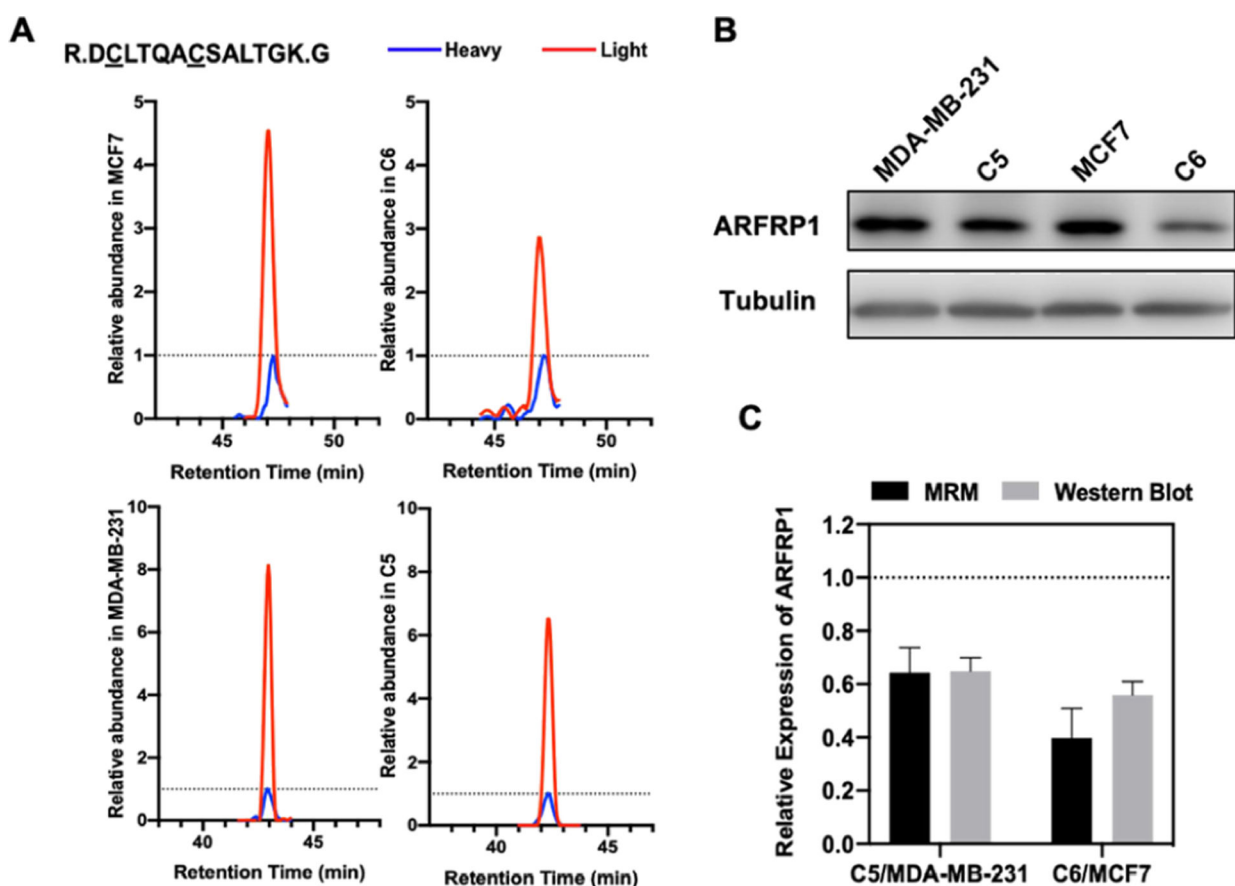 A
R.DCLTQACSALTGK.G
Heavy
Light
Relative abundance in MCF7
5
4
3
2
1
0
45
50
Retention Time (min)
Relative abundance in C6
5
4
3
2
1
0
45
50
Retention Time (min)
Relative abundance in MDA-MB-231
10
8
6
4
2
0
40
45
Retention Time (min)
Relative abundance in C5
10
8
6
4
2
0
40
45
Retention Time (min)
B
MDA-MB-231
C5
MCF7
C6
ARFRP1
Tubulin
C
MRM
Western Blot
Relative Expression of ARFRP1
1.2
1.0
0.8
0.6
0.4
0.2
0.0
C5/MDA-MB-231
C6/MCF7